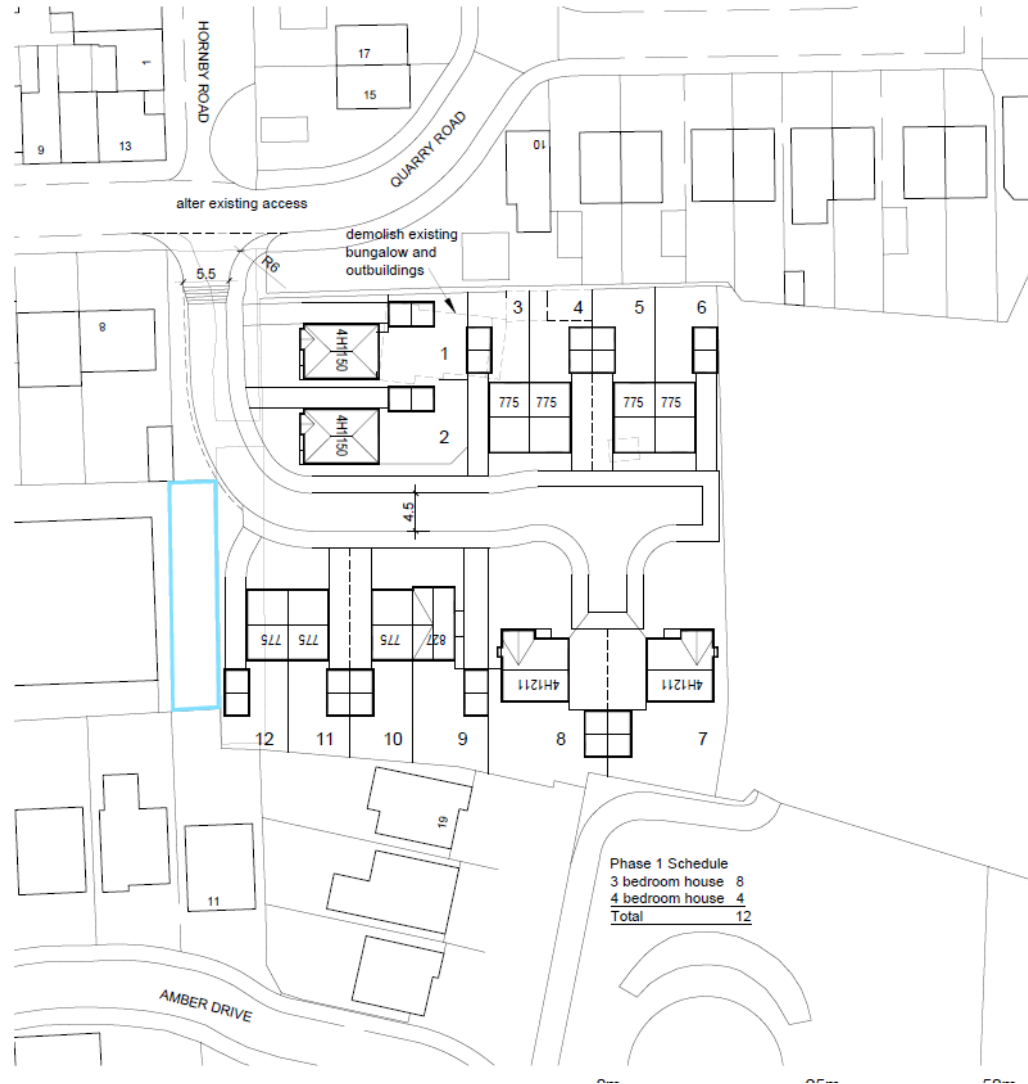 HORNBY ROAD
1
17
15
9
13
QUARRY ROAD
10
alter existing access
demolish existing
bungalow and
outbuildings
R6
5.5
8
3
4
5
6
4H1150
1
775
775
775
775
4H1150
2
4.5
775
775
775
827
4H1211
4H1211
12
11
10
9
8
7
19
11
Phase 1 Schedule
3 bedroom house 8
4 bedroom house 4
Total 12
AMBER DRIVE